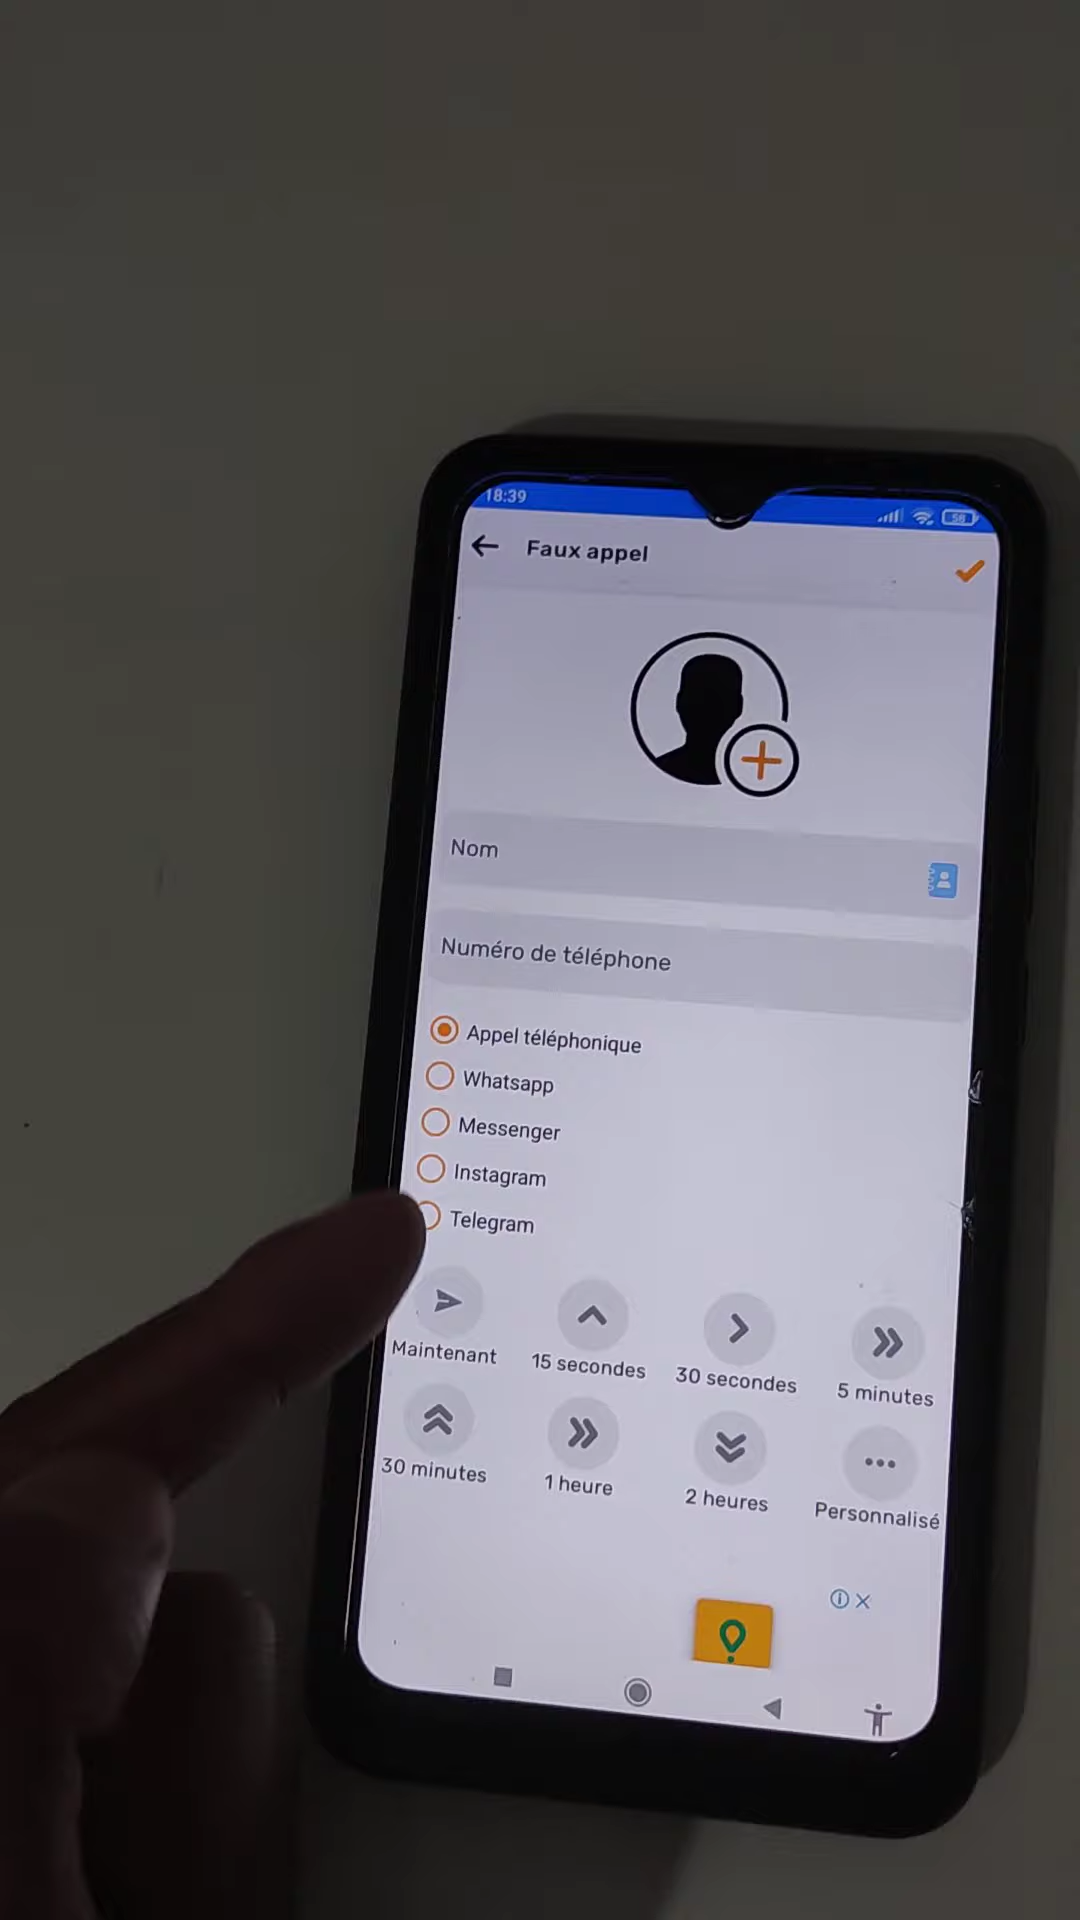 18:39
58
Faux appel
Nom
Numéro de téléphone
Appel téléphonique
Whatsapp
Messenger
Instagram
Telegram
Maintenant
15 secondes
30 secondes
5 minutes
30 minutes
1 heure
2 heures
Personnalisé